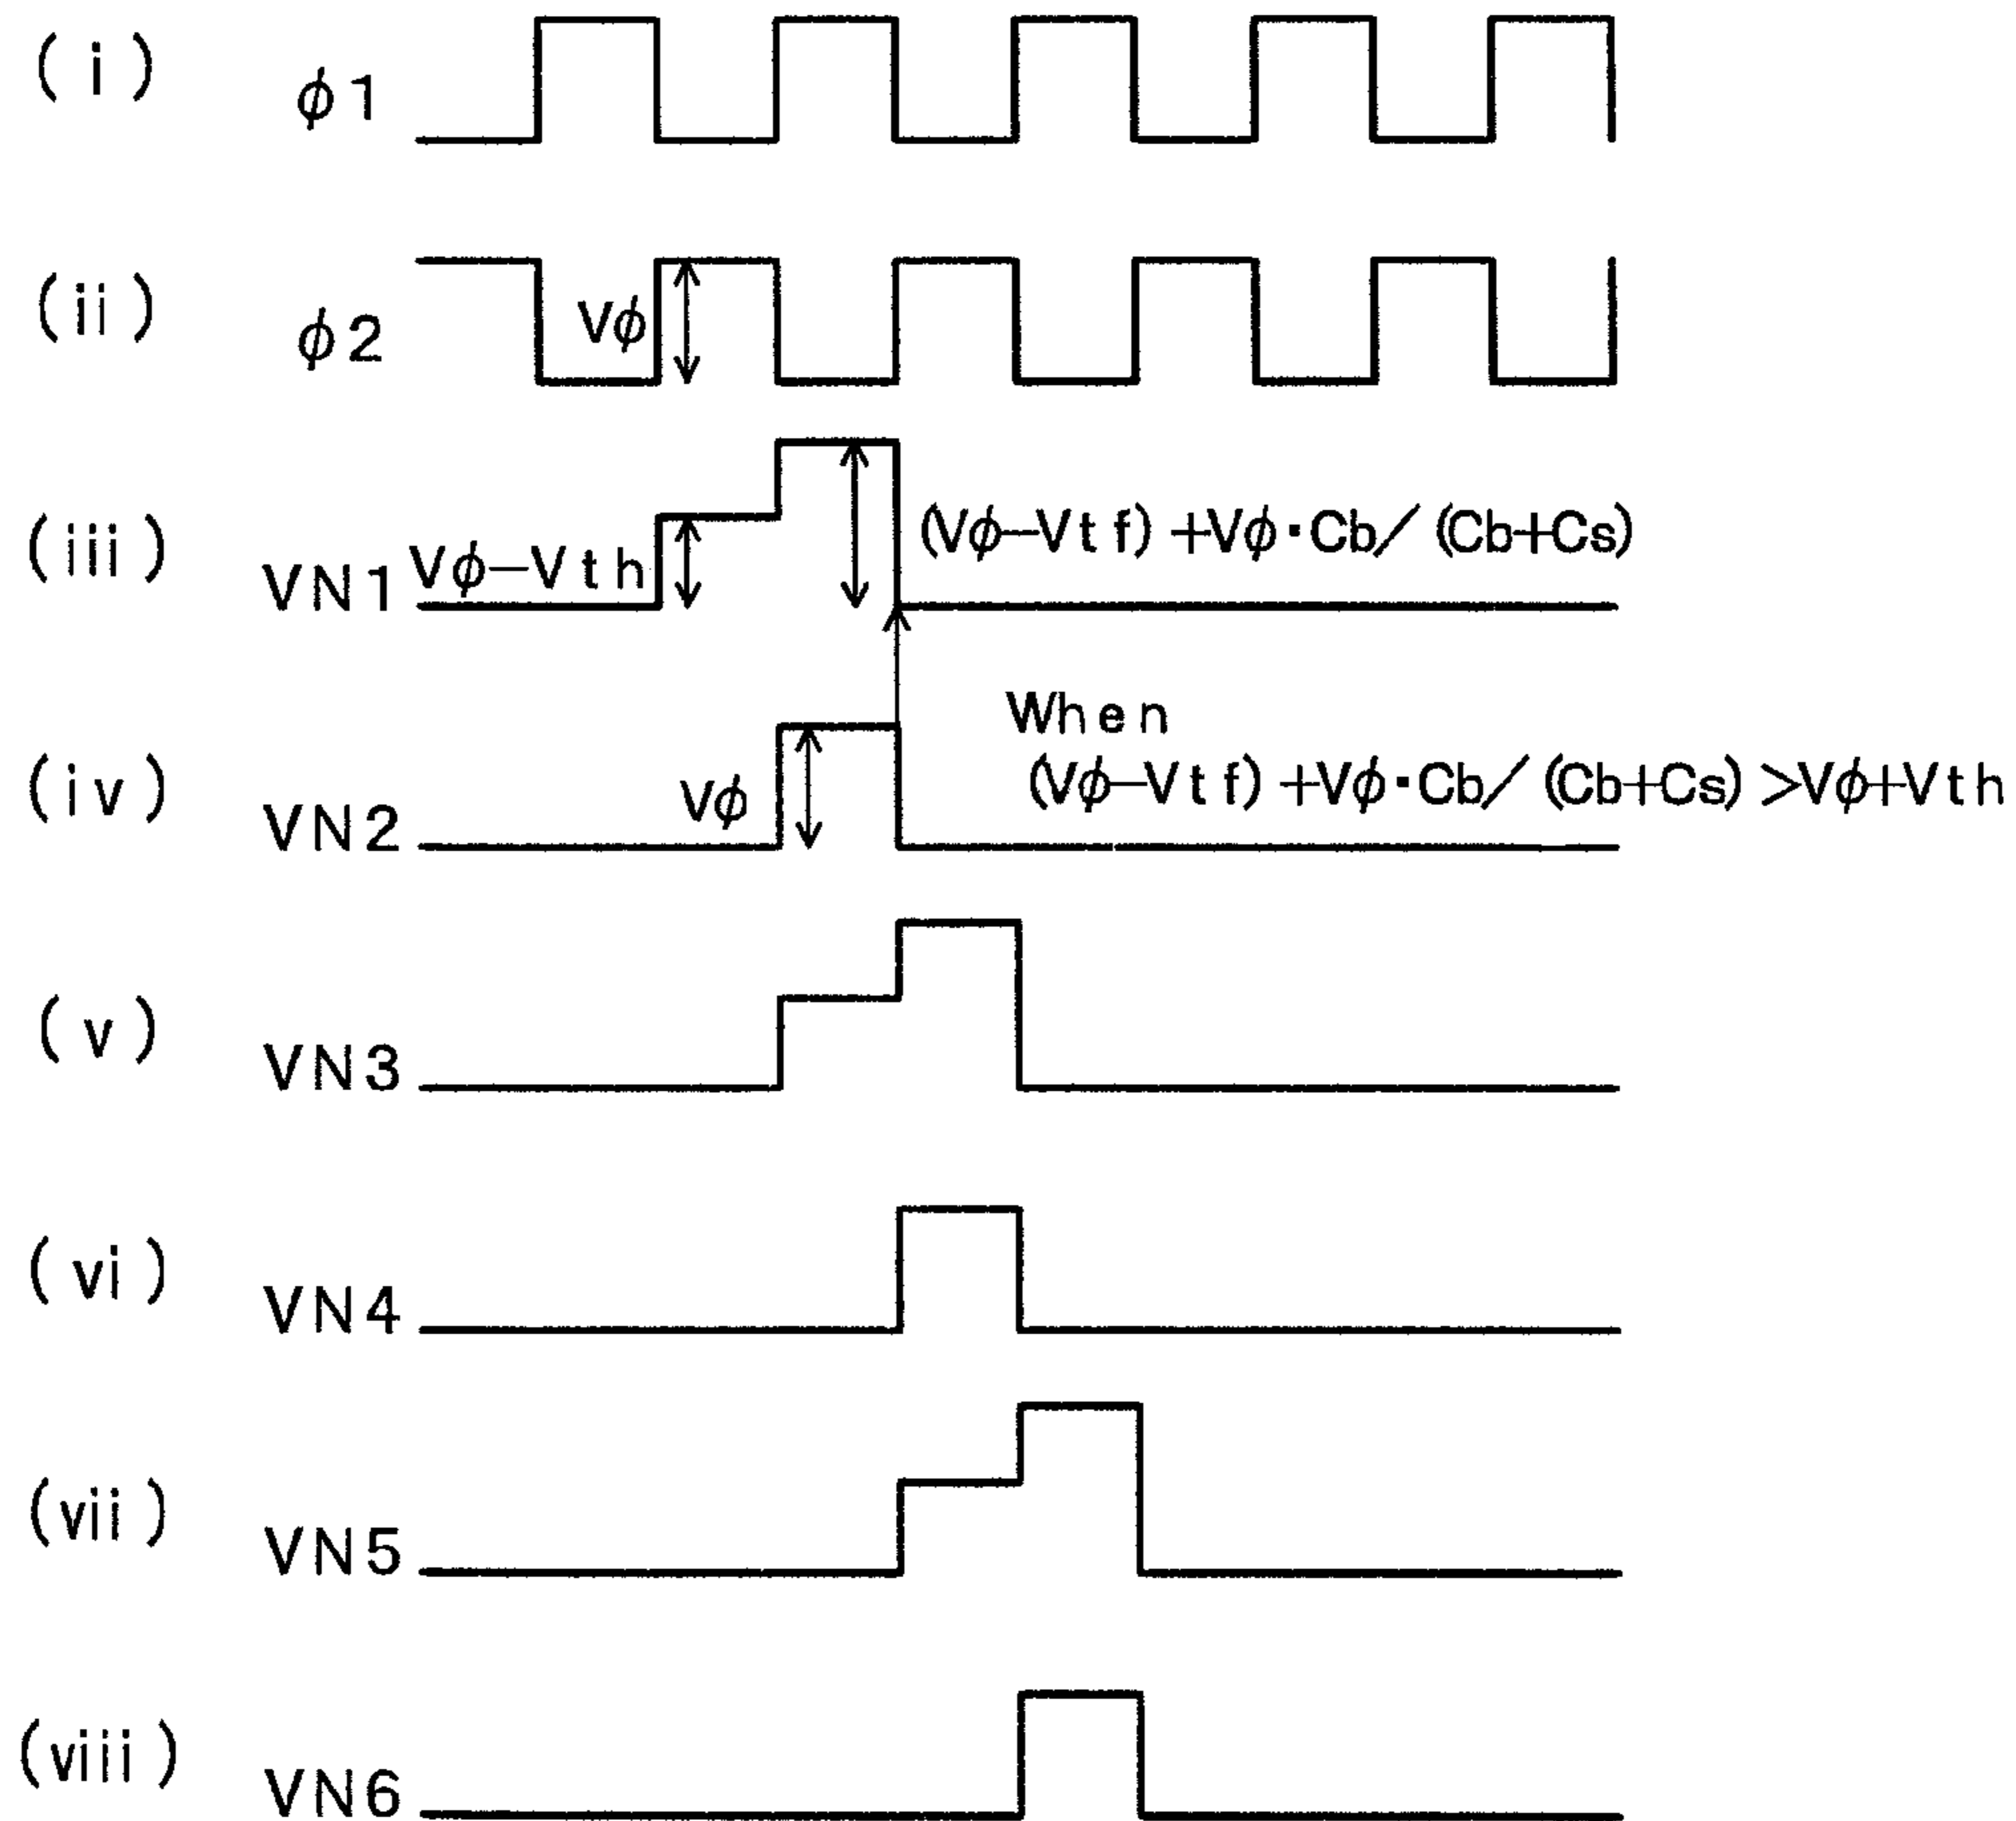 (i) ϕ1
(ii) ϕ2
Vϕ
(iii) VN1
Vϕ-Vth
(Vϕ-Vtf)+Vϕ·Cb/(Cb+Cs)
(iv) VN2
Vϕ
When
(Vϕ-Vtf)+Vϕ·Cb/(Cb+Cs)>Vϕ+Vth
(v) VN3
(vi) VN4
(vii) VN5
(viii) VN6